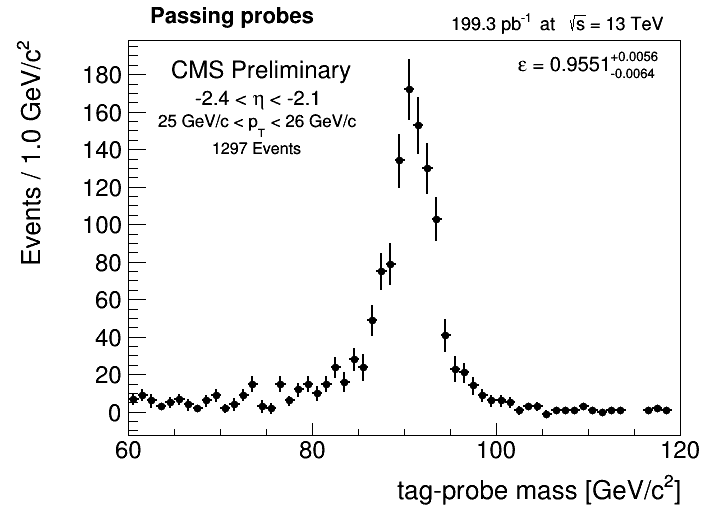 Passing probes
199.3 pb⁻¹ at √s = 13 TeV
CMS Preliminary
-2.4 < η < -2.1
25 GeV/c < p_T < 26 GeV/c
1297 Events
ε = 0.9551 +0.0056 -0.0064
Events / 1.0 GeV/c²
180
160
140
120
100
80
60
40
20
0
60 80 100 120
tag-probe mass [GeV/c²]